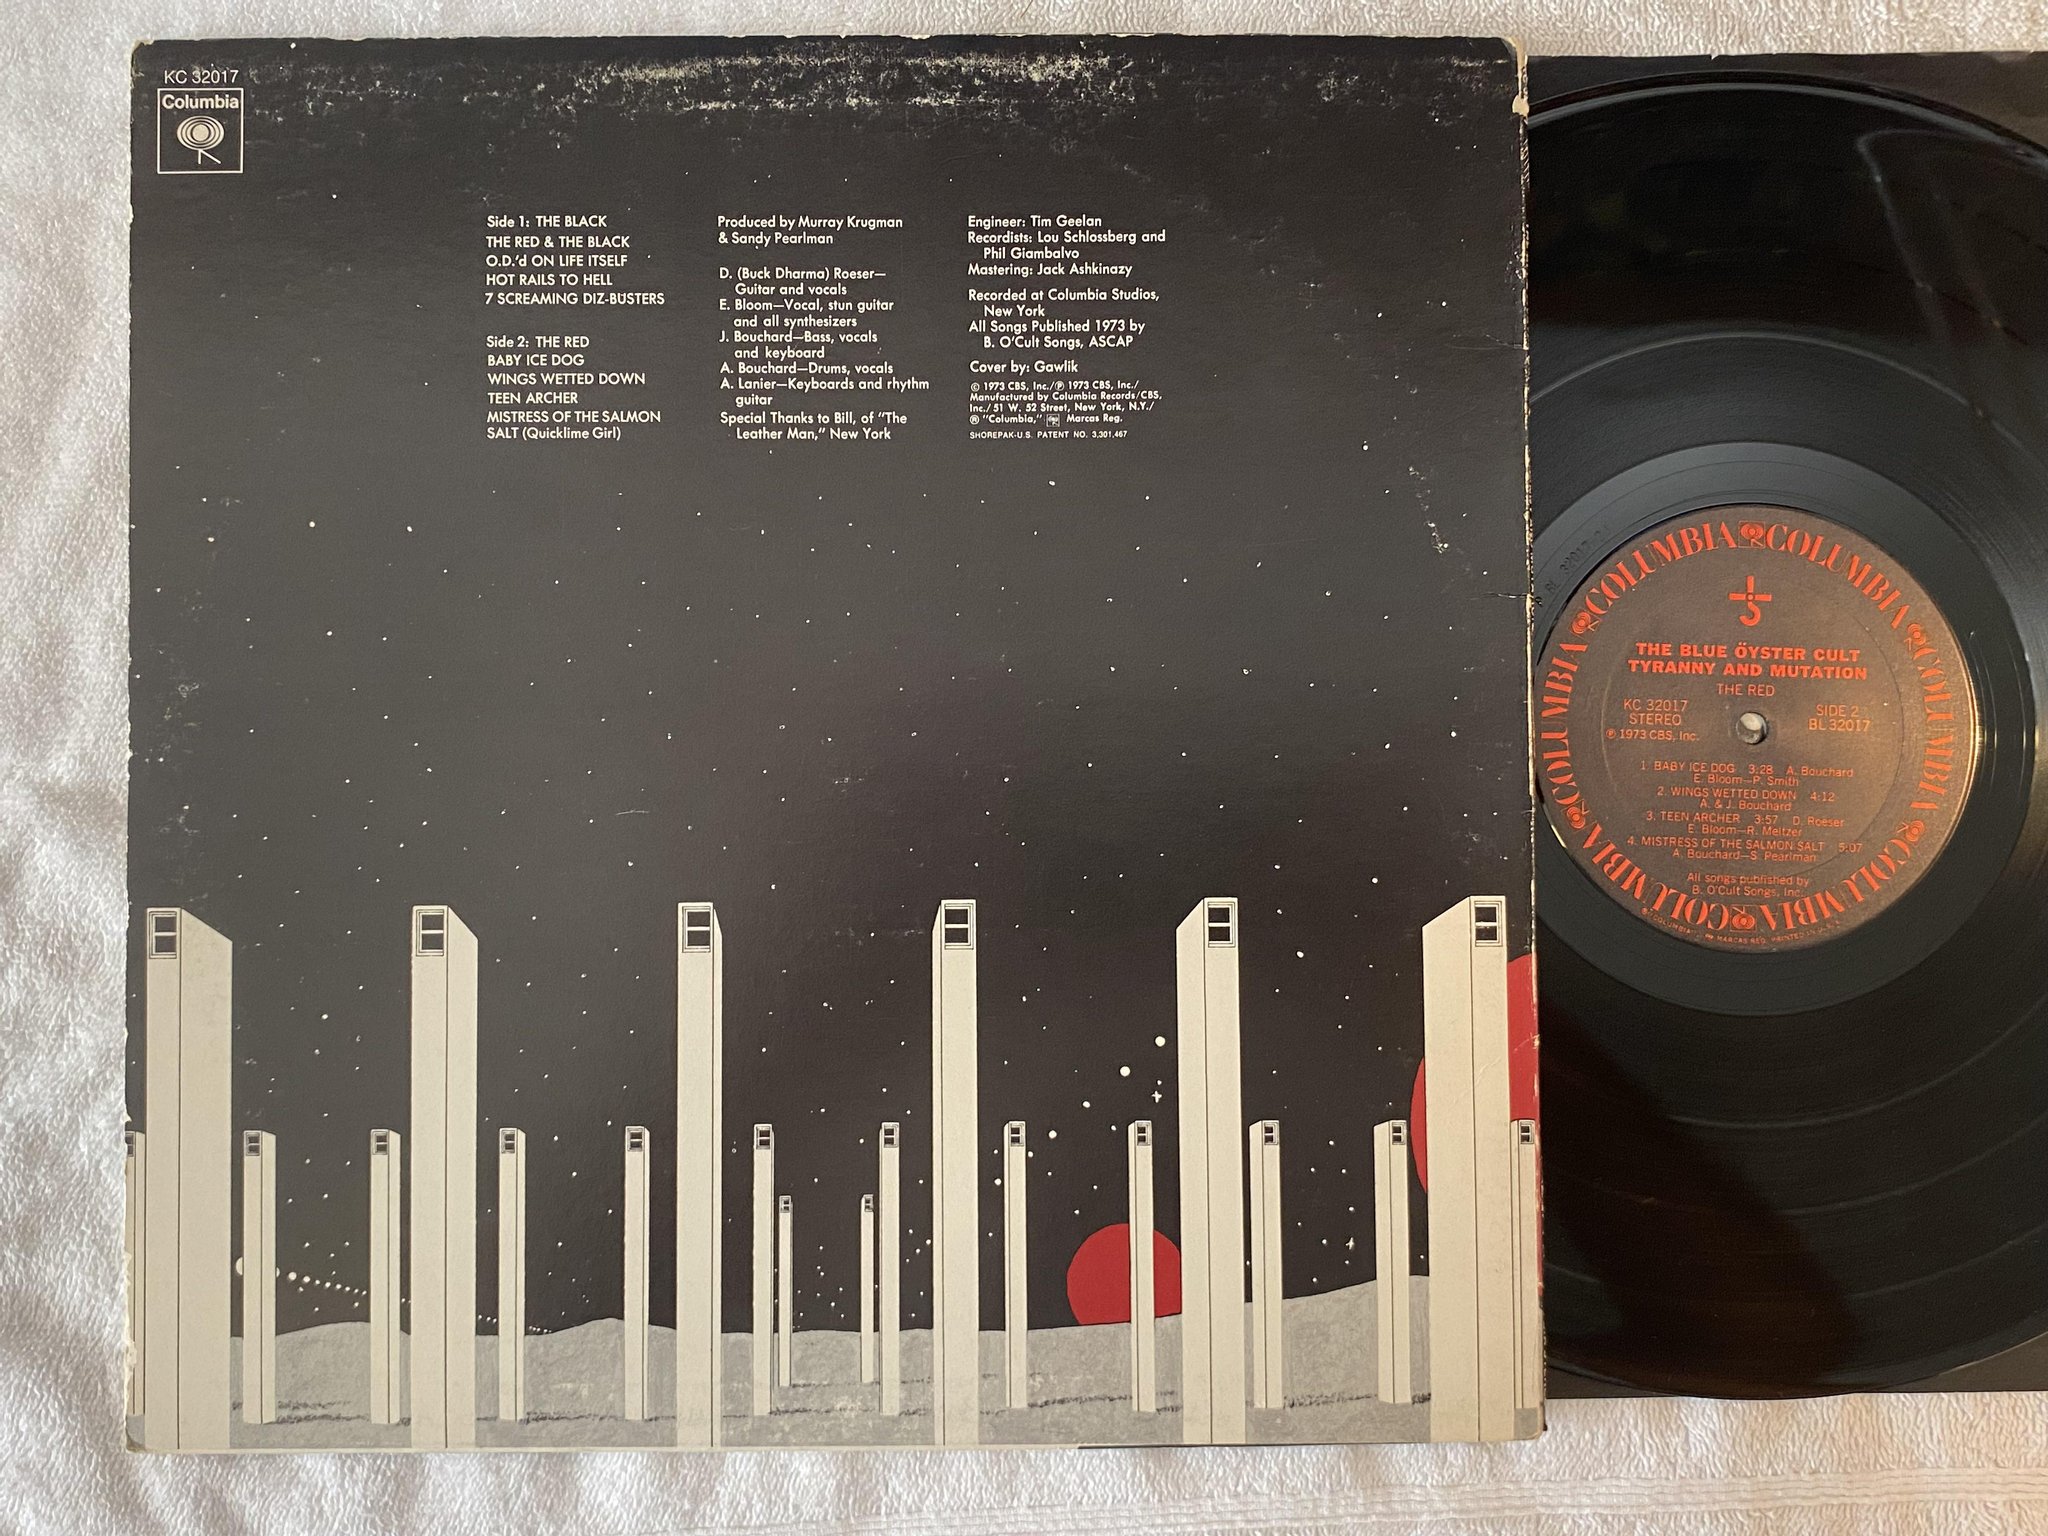 KC 32017
Columbia
Side 1: THE BLACK
THE RED & THE BLACK
O.D.'d ON LIFE ITSELF
HOT RAILS TO HELL
7 SCREAMING DIZ-BUSTERS
Side 2: THE RED
BABY ICE DOG
WINGS WETTED DOWN
TEEN ARCHER
MISTRESS OF THE SALMON
SALT (Quicklime Girl)
Produced by Murray Krugman
& Sandy Pearlman
D. (Buck Dharma) Roeser—
Guitar and vocals
E. Bloom—Vocal, stun guitar
and all synthesizers
J. Bouchard—Bass, vocals
and keyboard
A. Bouchard—Drums, vocals
A. Lanier—Keyboards and rhythm
guitar
Special Thanks to Bill, of "The
Leather Man," New York
Engineer: Tim Geelan
Recordists: Lou Schlossberg and
Phil Giambalvo
Mastering: Jack Ashkinazy
Recorded at Columbia Studios,
New York
All Songs Published 1973 by
B. O'Cult Songs, ASCAP
Cover by: Gawlik
© 1973 CBS, Inc./℗ 1973 CBS, Inc./
Manufactured by Columbia Records/CBS,
Inc./51 W. 52 Street, New York, N.Y./
® "Columbia," Marcas Reg.
SHOREPAK-U.S. PATENT NO. 3,301,467
COLUMBIA COLUMBIA COLUMBIA COLUMBIA COLUMBIA COLUMBIA
THE BLUE ÖYSTER CULT
TYRANNY AND MUTATION
THE RED
KC 32017
STEREO
℗ 1973 CBS, Inc.
SIDE 2
BL 32017
1. BABY ICE DOG 3:28 A. Bouchard
E. Bloom—P. Smith
2. WINGS WETTED DOWN 4:12
A. & J. Bouchard
3. TEEN ARCHER 3:57 D. Roeser
E. Bloom—R. Meltzer
4. MISTRESS OF THE SALMON SALT 5:07
A. Bouchard—S. Pearlman
All songs published by
B. O'Cult Songs, Inc.
"COLUMBIA", MARCAS REG. PRINTED IN U.S.